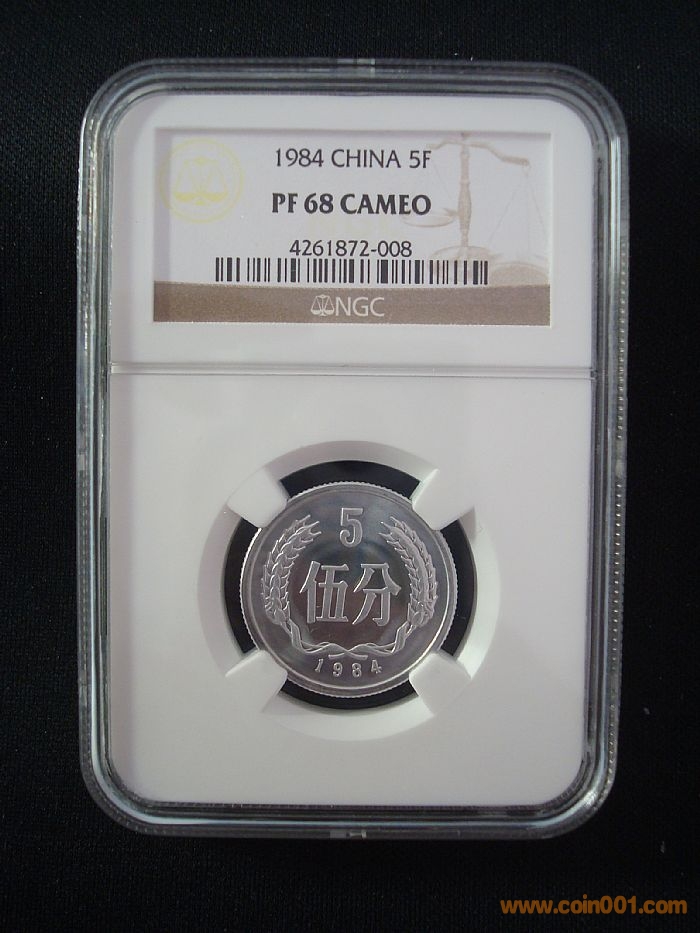 1984 CHINA 5F
PF 68 CAMEO
4261872-008
NGC
5
伍分
1984
www.coin001.com